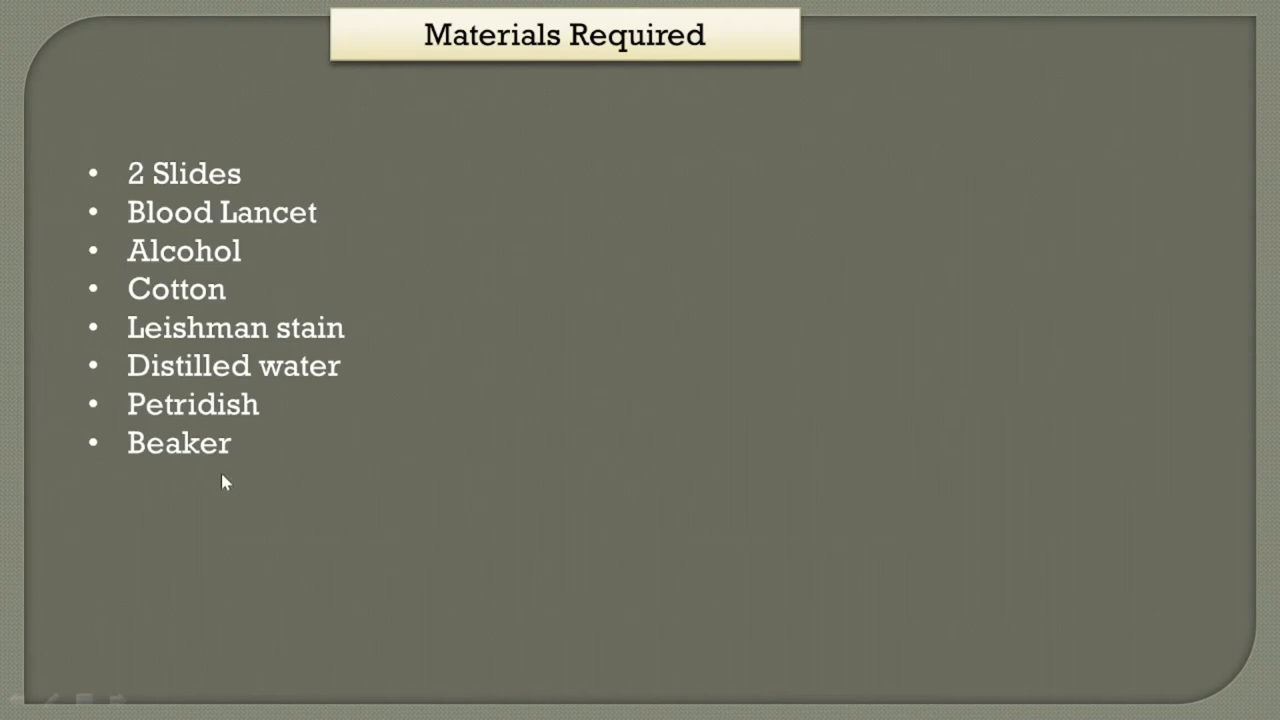 Materials Required
• 2 Slides
• Blood Lancet
• Alcohol
• Cotton
• Leishman stain
• Distilled water
• Petridish
• Beaker